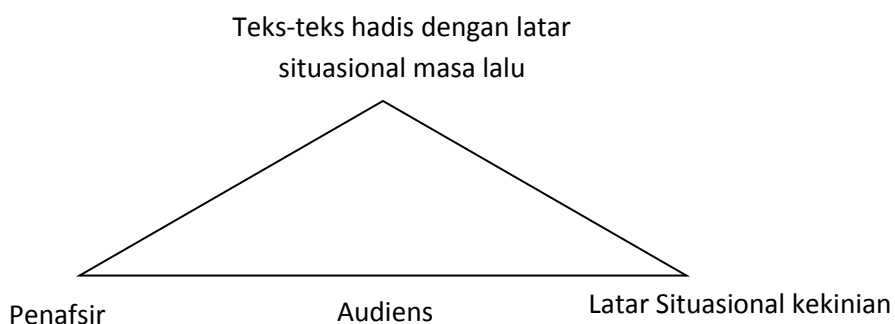 Teks-teks hadis dengan latar
situasional masa lalu
Penafsir
Audiens
Latar Situasional kekinian